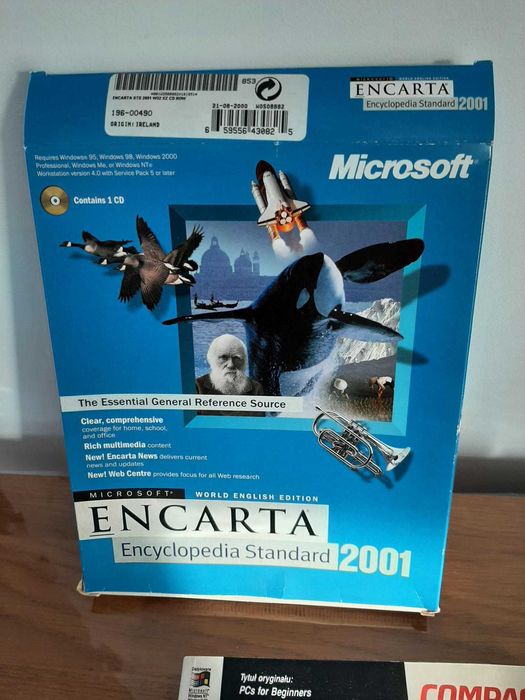 853
ENCARTA STD 2001 WO2 EZ CD ROM
21-08-2000 WOS08882
196-00490
ORIGIN: IRELAND
6 59556 43082 5
MICROSOFT WORLD ENGLISH EDITION
ENCARTA
Encyclopedia Standard 2001
Requires Windows® 95, Windows 98, Windows 2000
Professional, Windows Me, or Windows NT®
Workstation version 4.0 with Service Pack 5 or later
Microsoft®
Contains 1 CD
The Essential General Reference Source
Clear, comprehensive
coverage for home, school,
and office
Rich multimedia content
New! Encarta News delivers current
news and updates
New! Web Centre provides focus for all Web research
MICROSOFT® WORLD ENGLISH EDITION
ENCARTA
Encyclopedia Standard 2001
Tytuł oryginału:
PCs for Beginners